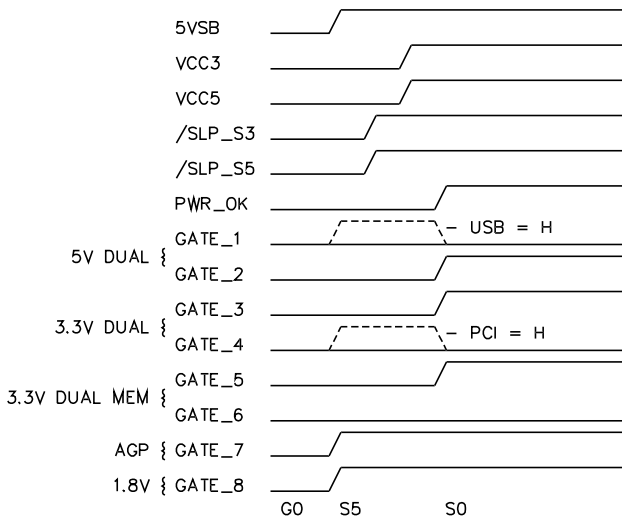 5VSB
VCC3
VCC5
/SLP_S3
/SLP_S5
PWR_OK
GATE_1 - USB = H
5V DUAL {
GATE_2
GATE_3
3.3V DUAL {
GATE_4 - PCI = H
GATE_5
3.3V DUAL MEM {
GATE_6
AGP { GATE_7
1.8V { GATE_8
G0 S5 S0